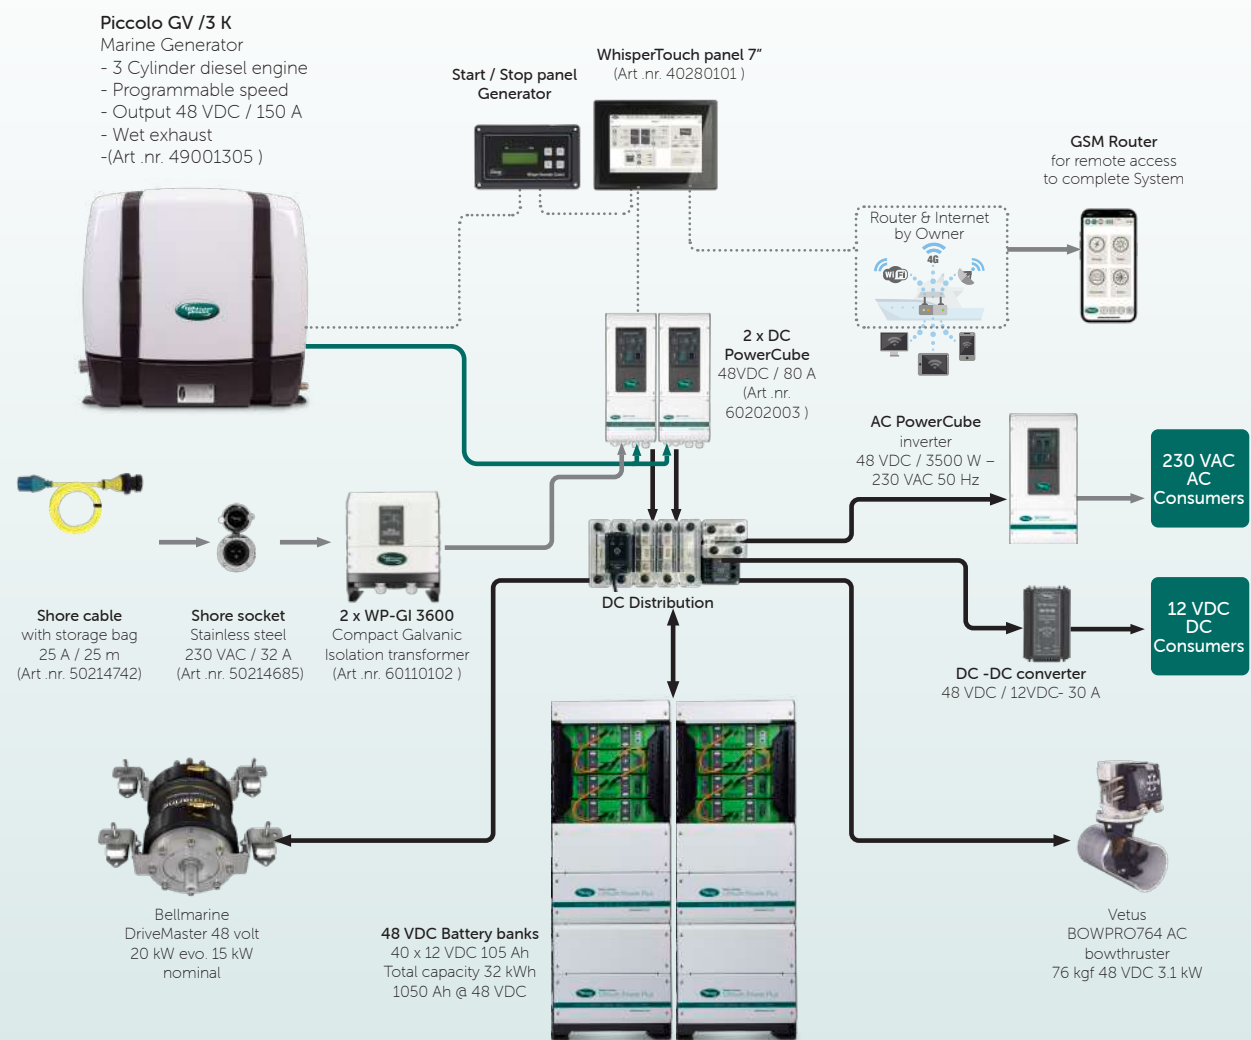 Piccolo GV /3 K
Marine Generator
- 3 Cylinder diesel engine
- Programmable speed
- Output 48 VDC / 150 A
- Wet exhaust
-(Art .nr. 49001305 )
Start / Stop panel
Generator
WhisperTouch panel 7”
(Art .nr. 40280101 )
GSM Router
for remote access
to complete System
Router & Internet
by Owner
4G
WiFi
2 x DC
PowerCube
48VDC / 80 A
(Art .nr.
60202003 )
AC PowerCube
inverter
48 VDC / 3500 W –
230 VAC 50 Hz
230 VAC
AC
Consumers
Shore cable
with storage bag
25 A / 25 m
(Art .nr. 50214742)
Shore socket
Stainless steel
230 VAC / 32 A
(Art .nr. 50214685)
2 x WP-GI 3600
Compact Galvanic
Isolation transformer
(Art .nr. 60110102 )
DC Distribution
12 VDC
DC
Consumers
DC -DC converter
48 VDC / 12VDC- 30 A
Bellmarine
DriveMaster 48 volt
20 kW evo. 15 kW
nominal
48 VDC Battery banks
40 x 12 VDC 105 Ah
Total capacity 32 kWh
1050 Ah @ 48 VDC
Vetus
BOWPRO764 AC
bowthruster
76 kgf 48 VDC 3.1 kW